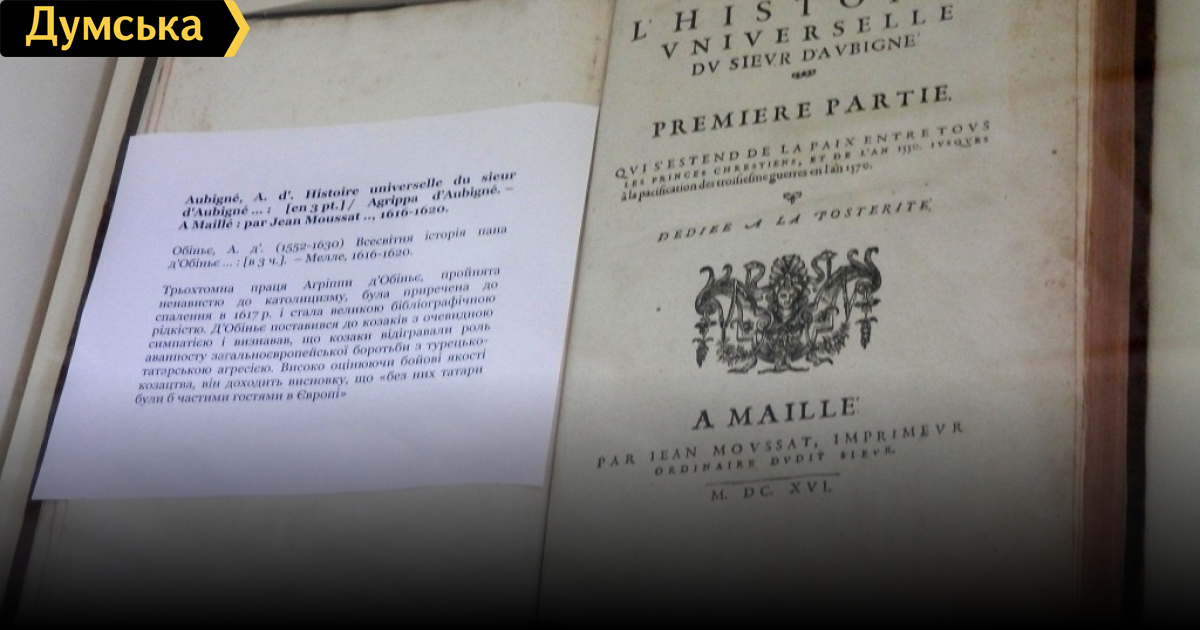 Думська
Aubigné, A. d'. Histoire universelle du sieur
d'Aubigné ... : [en 3 pt.] / Agrippa d'Aubigné. –
A Maillé : par Jean Moussat .., 1616-1620.
Обіньє, А. д'. (1552-1630) Всесвітня історія пана
д'Обіньє ... : [в 3 ч.]. – Мелле, 1616-1620.
Трьохтомна праця Агріппи д'Обіньє, пройнята
ненавистю до католицизму, була приречена до
спалення в 1617 р. і стала великою бібліографічною
рідкістю. Д'Обіньє поставився до козаків з очевидною
симпатією і визнавав, що козаки відігравали роль
аванпосту загальноєвропейської боротьби з турецько-
татарською агресією. Високо оцінюючи бойові якості
козацтва, він доходить висновку, що «без них татари
були б частими гостями в Європі»
L'HISTO
VNIVERSELLE
DV SIEVR D'AVBIGNÉ
PREMIERE PARTIE.
QVI S'ESTEND DE LA PAIX ENTRE TOVS
LES PRINCES CHRESTIENS, ET DE L'AN 1550. IVSQVES
à la pacification des troisiesme guerres en l'an 1570.
DEDIEE A LA POSTERITÉ
A MAILLÉ
PAR IEAN MOVSSAT, IMPRIMEVR
ORDINAIRE DVDIT SIEVR.
M. DC. XVI.